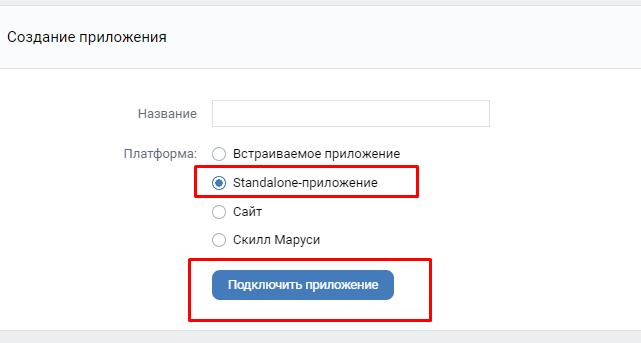 Создание приложения
Название
Платформа:
Встраиваемое приложение
Standalone-приложение
Сайт
Скилл Маруси
Подключить приложение